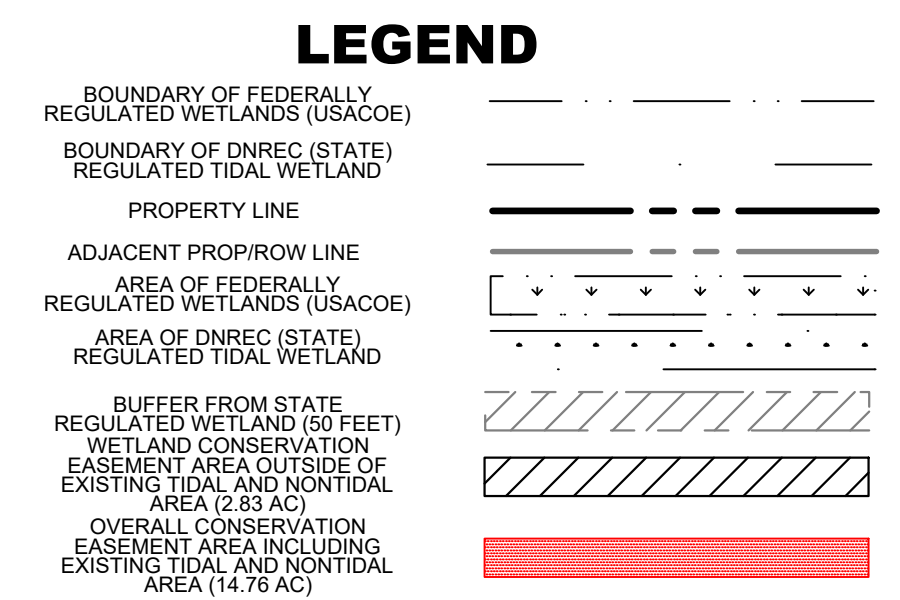 LEGEND
BOUNDARY OF FEDERALLY
REGULATED WETLANDS (USACOE)
BOUNDARY OF DNREC (STATE)
REGULATED TIDAL WETLAND
PROPERTY LINE
ADJACENT PROP/ROW LINE
AREA OF FEDERALLY
REGULATED WETLANDS (USACOE)
AREA OF DNREC (STATE)
REGULATED TIDAL WETLAND
BUFFER FROM STATE
REGULATED WETLAND (50 FEET)
WETLAND CONSERVATION
EASEMENT AREA OUTSIDE OF
EXISTING TIDAL AND NONTIDAL
AREA (2.83 AC)
OVERALL CONSERVATION
EASEMENT AREA INCLUDING
EXISTING TIDAL AND NONTIDAL
AREA (14.76 AC)